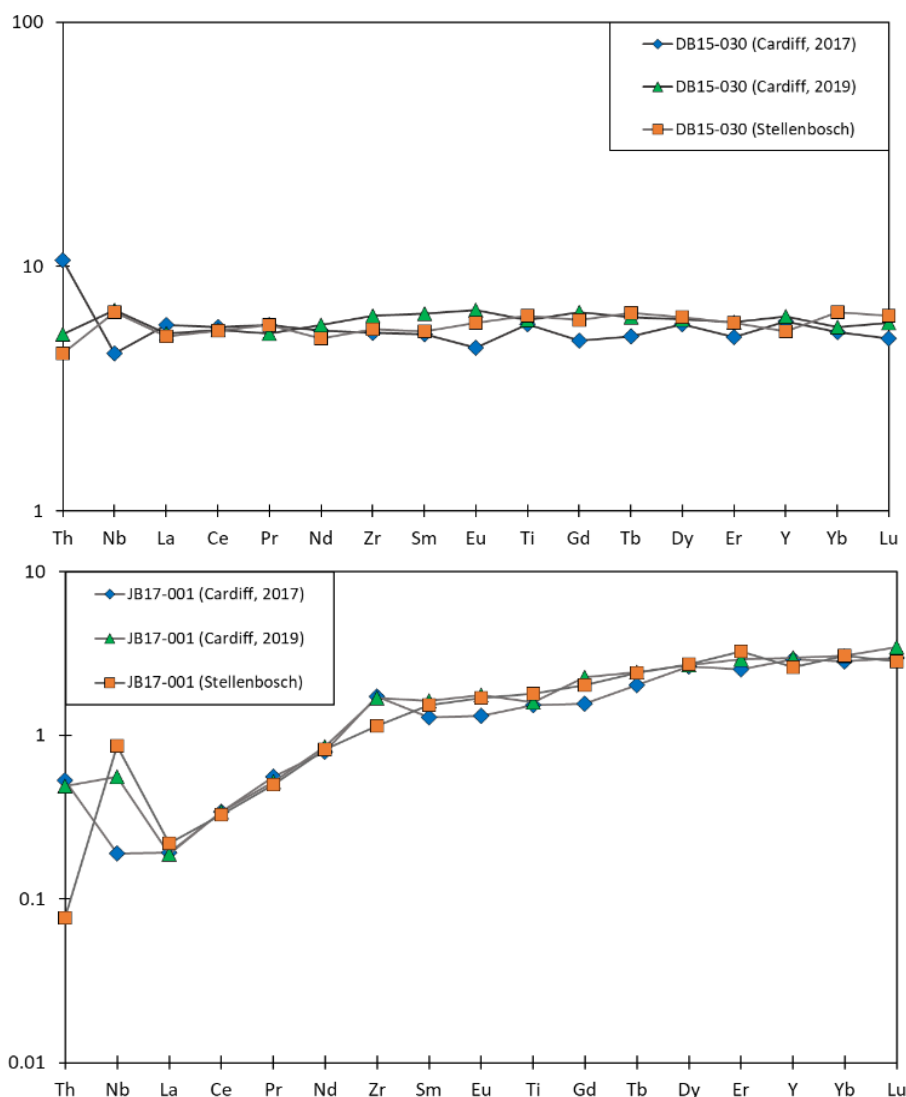 100
DB15-030 (Cardiff, 2017)
DB15-030 (Cardiff, 2019)
DB15-030 (Stellenbosch)
10
1
Th Nb La Ce Pr Nd Zr Sm Eu Ti Gd Tb Dy Er Y Yb Lu
10
JB17-001 (Cardiff, 2017)
JB17-001 (Cardiff, 2019)
JB17-001 (Stellenbosch)
1
0.1
0.01
Th Nb La Ce Pr Nd Zr Sm Eu Ti Gd Tb Dy Er Y Yb Lu